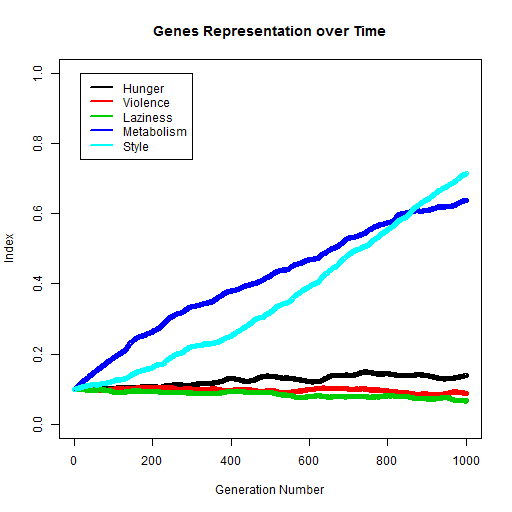 Genes Representation over Time
1.0
0.8
0.6
0.4
0.2
0.0
Index
Hunger
Violence
Laziness
Metabolism
Style
0 200 400 600 800 1000
Generation Number